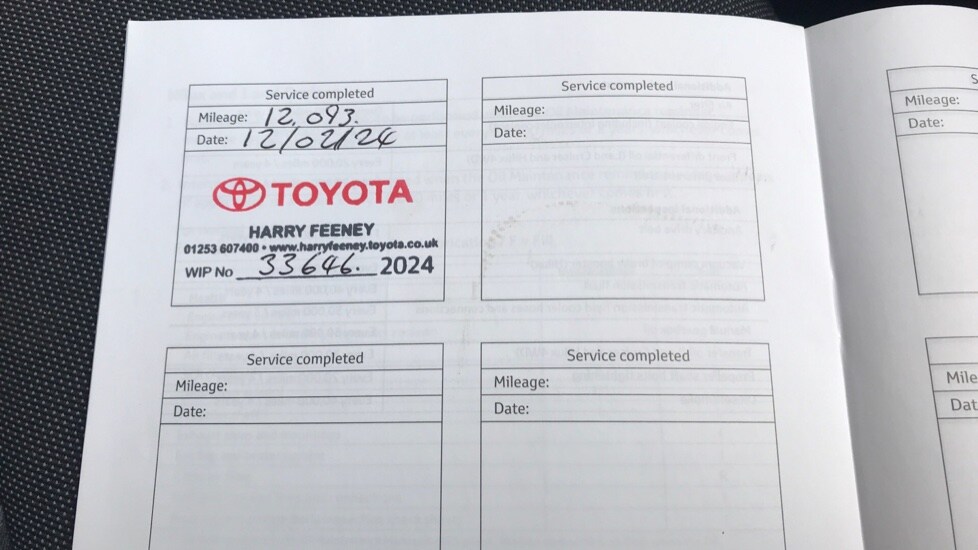 Service completed
Mileage: 12,093.
Date: 12/02/24
TOYOTA
HARRY FEENEY
01253 607400 • www.harryfeeney.toyota.co.uk
WIP No 33646. 2024
Service completed
Mileage:
Date:
Service completed
Mileage:
Date:
Service completed
Mileage:
Date:
S
Mileage:
Date:
Mile
Dat